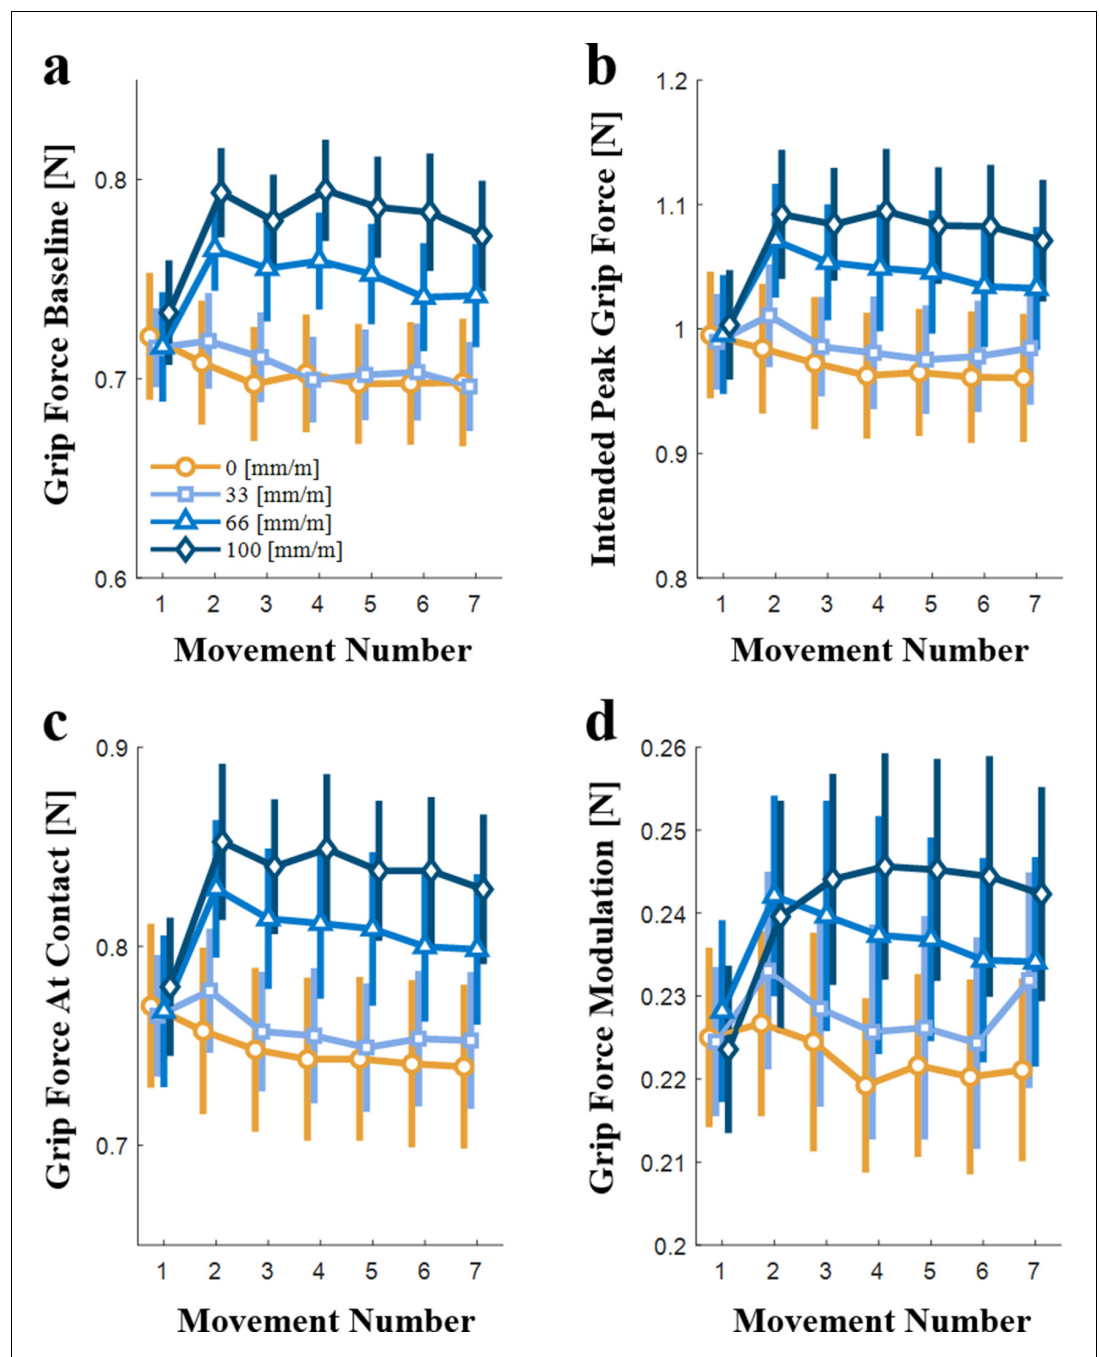 a
Grip Force Baseline [N]
0.8
0.7
0.6
0 [mm/m]
33 [mm/m]
66 [mm/m]
100 [mm/m]
1 2 3 4 5 6 7
Movement Number
b
Intended Peak Grip Force [N]
1.2
1.1
1
0.9
0.8
1 2 3 4 5 6 7
Movement Number
c
Grip Force At Contact [N]
0.9
0.8
0.7
1 2 3 4 5 6 7
Movement Number
d
Grip Force Modulation [N]
0.26
0.25
0.24
0.23
0.22
0.21
0.2
1 2 3 4 5 6 7
Movement Number